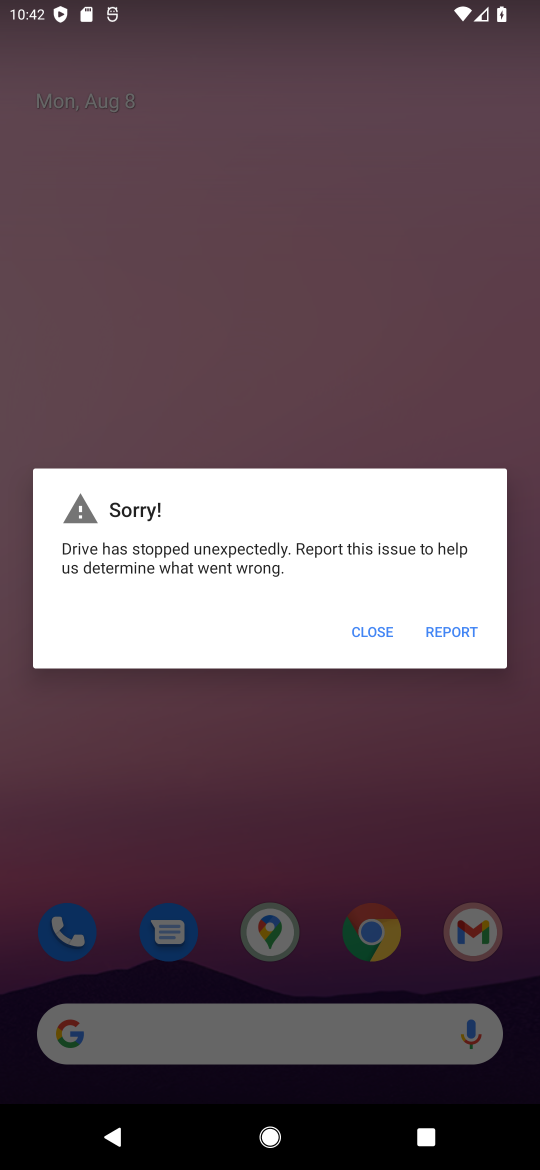 10:42
Mon, Aug 8
Sorry!
Drive has stopped unexpectedly. Report this issue to help
us determine what went wrong.
CLOSE
REPORT